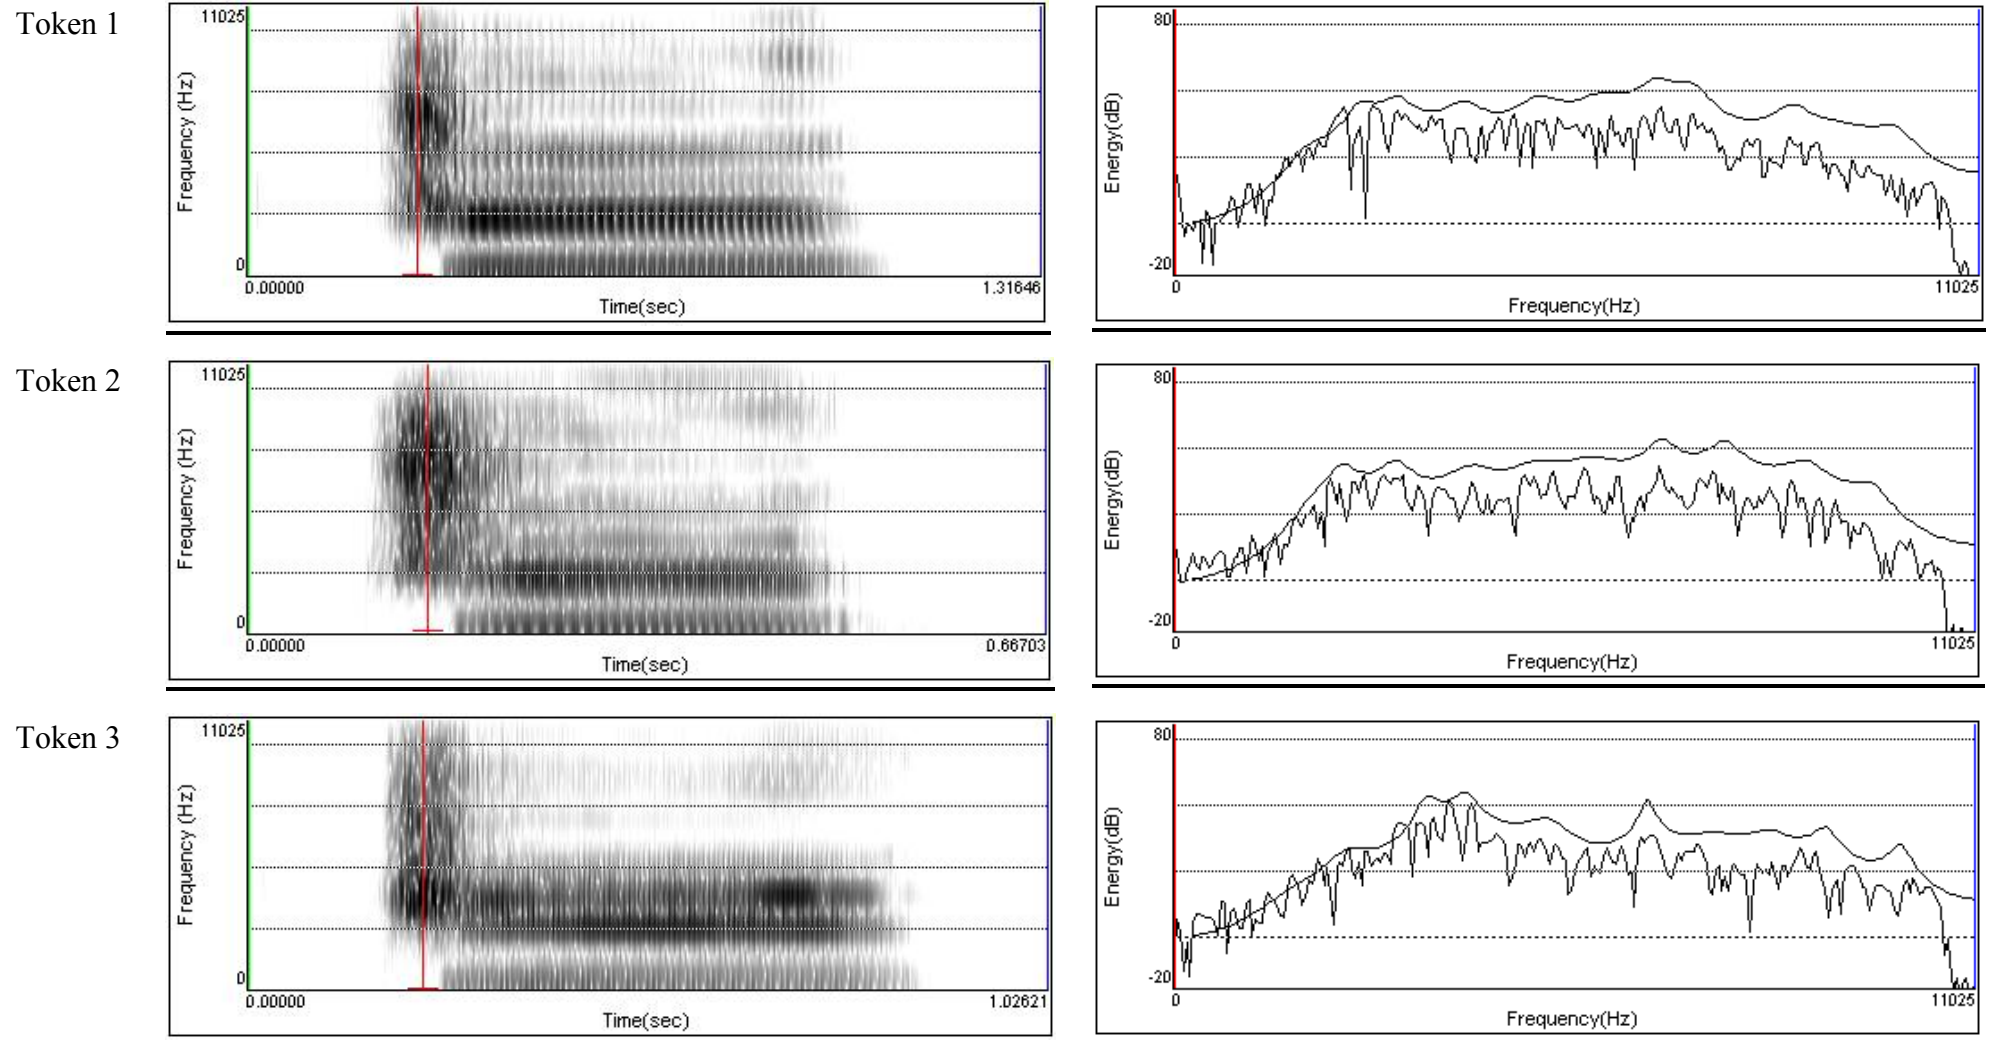 Token 1
11025
Frequency (Hz)
0
0.00000
1.31646
Time(sec)
80
Energy(dB)
-20
0
11025
Frequency(Hz)
Token 2
11025
Frequency (Hz)
0
0.00000
0.66703
Time(sec)
80
Energy(dB)
-20
0
11025
Frequency(Hz)
Token 3
11025
Frequency (Hz)
0
0.00000
1.02621
Time(sec)
80
Energy(dB)
-20
0
11025
Frequency(Hz)